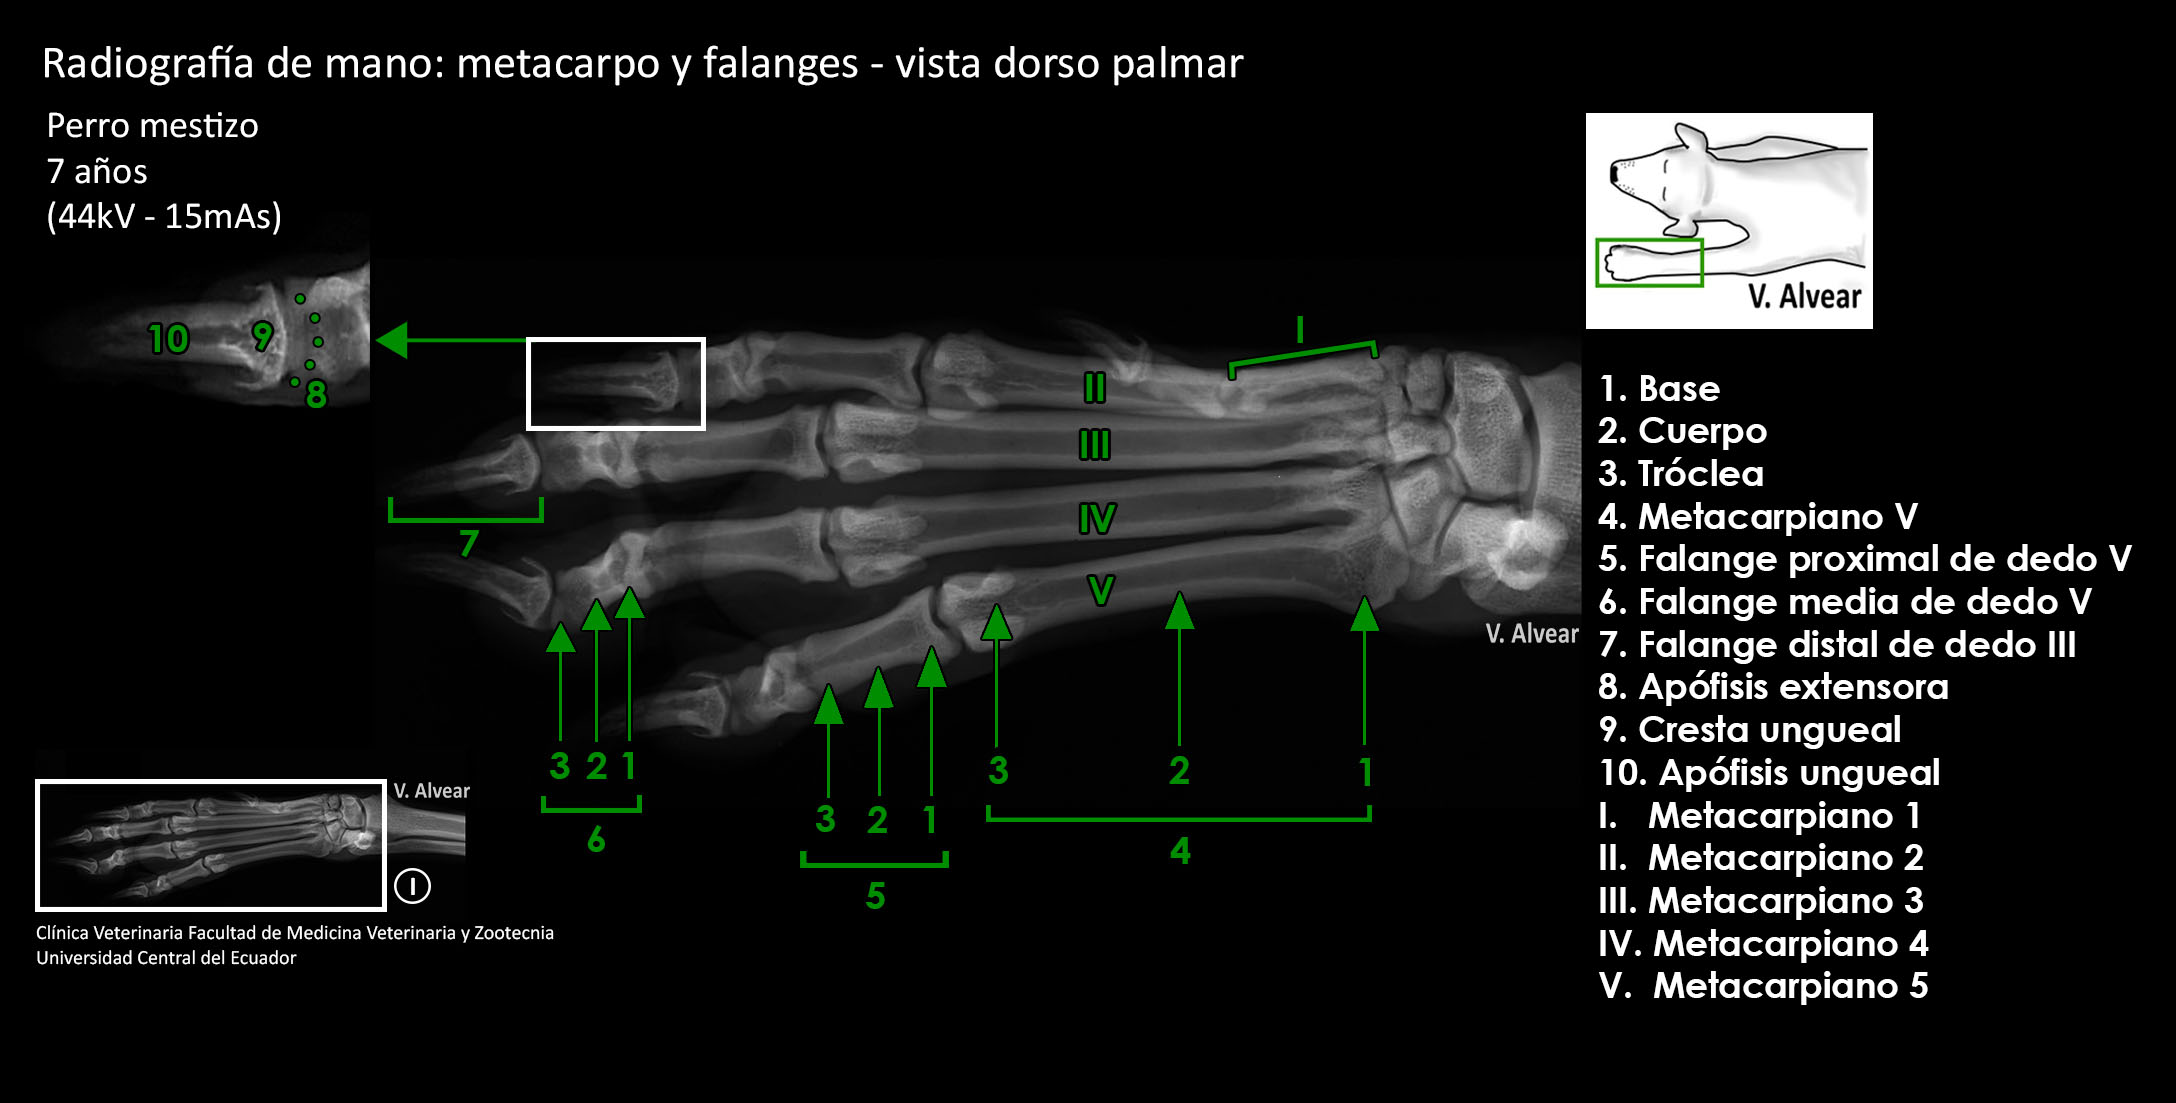 Radiografía de mano: metacarpo y falanges - vista dorso palmar
Perro mestizo
7 años
(44kV - 15mAs)
10
9
8
I
II
III
IV
V
7
3 2 1
6
3 2 1
5
3 2 1
4
V. Alvear
V. Alvear
V. Alvear
I
Clínica Veterinaria Facultad de Medicina Veterinaria y Zootecnia
Universidad Central del Ecuador
1. Base
2. Cuerpo
3. Tróclea
4. Metacarpiano V
5. Falange proximal de dedo V
6. Falange media de dedo V
7. Falange distal de dedo III
8. Apófisis extensora
9. Cresta ungueal
10. Apófisis ungueal
I. Metacarpiano 1
II. Metacarpiano 2
III. Metacarpiano 3
IV. Metacarpiano 4
V. Metacarpiano 5